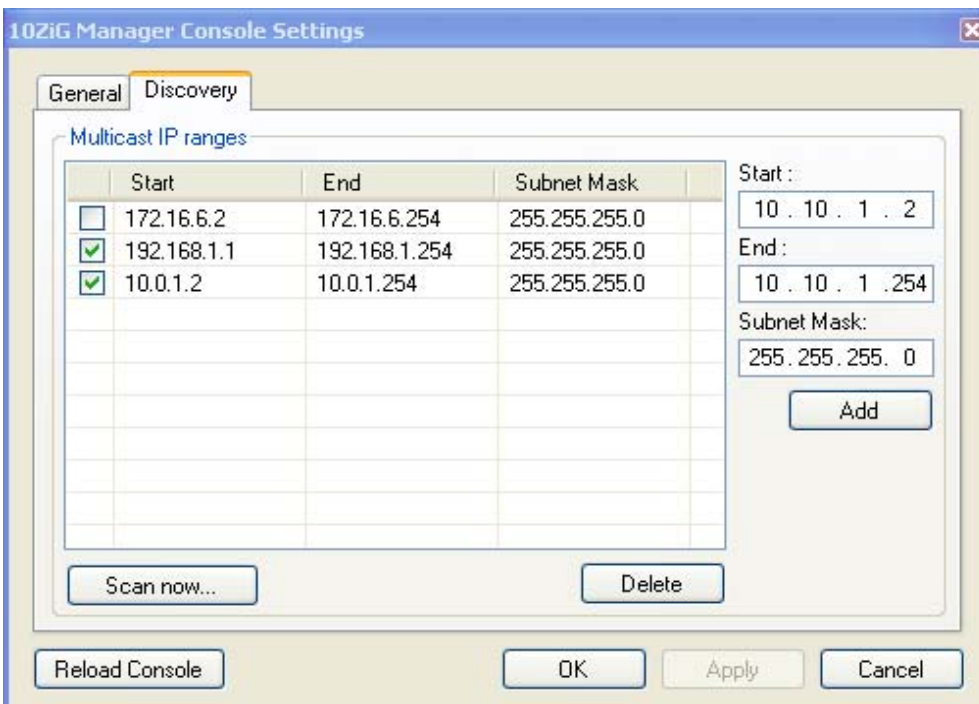 10ZiG Manager Console Settings
General Discovery
Multicast IP ranges
Start End Subnet Mask
172.16.6.2 172.16.6.254 255.255.255.0
192.168.1.1 192.168.1.254 255.255.255.0
10.0.1.2 10.0.1.254 255.255.255.0
Start :
10 . 10 . 1 . 2
End :
10 . 10 . 1 .254
Subnet Mask:
255.255.255. 0
Add
Scan now... Delete
Reload Console OK Apply Cancel